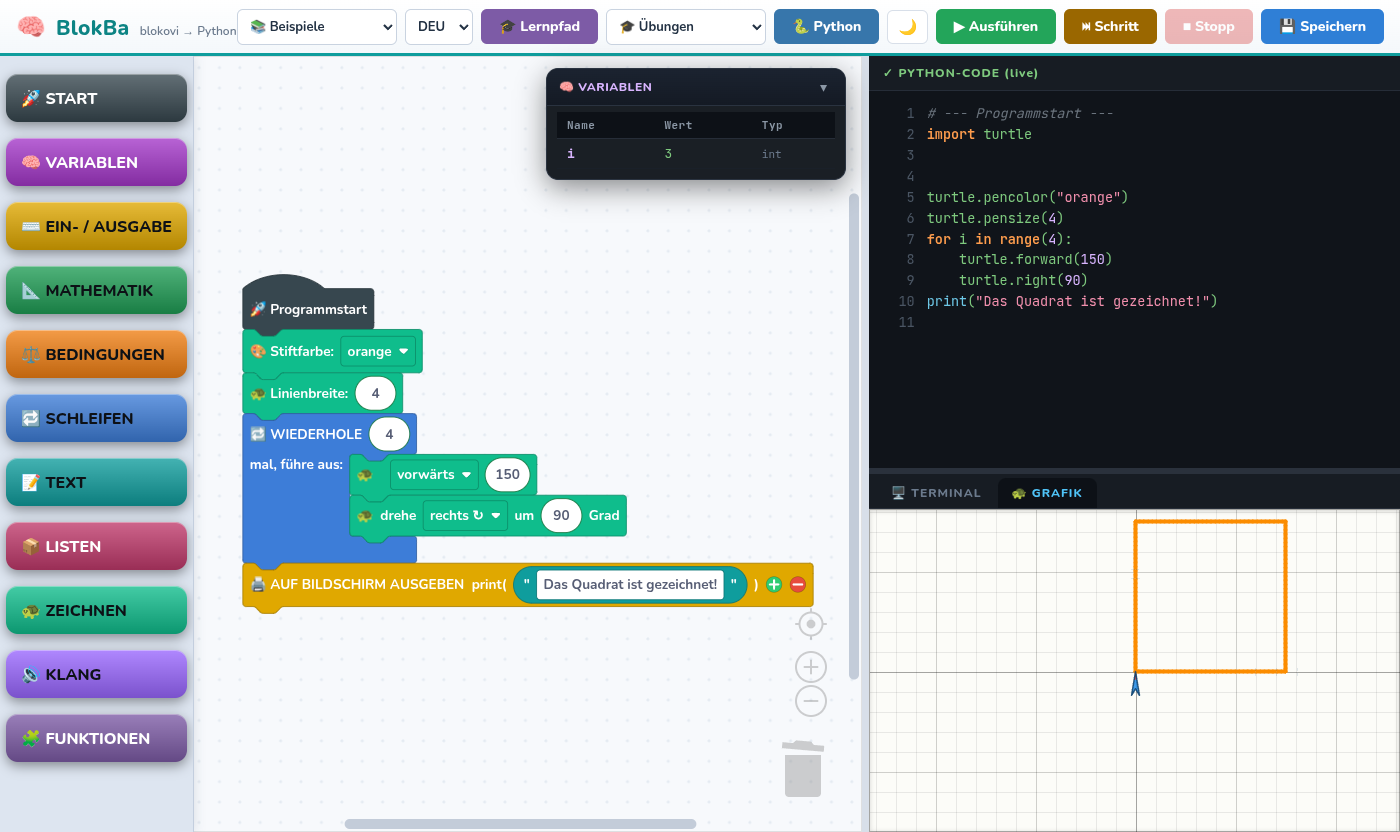 BlokBa blokovi → Python Beispiele DEU Lernpfad Übungen Python Ausführen Schritt Stopp Speichern
START
VARIABLEN
EIN- / AUSGABE
MATHEMATIK
BEDINGUNGEN
SCHLEIFEN
TEXT
LISTEN
ZEICHNEN
KLANG
FUNKTIONEN
VARIABLEN
Name Wert Typ
i 3 int
Programmstart
Stiftfarbe: orange
Linienbreite: 4
WIEDERHOLE 4
mal, führe aus:
vorwärts 150
drehe rechts ↻ um 90 Grad
AUF BILDSCHIRM AUSGEBEN print( " Das Quadrat ist gezeichnet! " )
✓ PYTHON-CODE (live)
1 # --- Programmstart ---
2 import turtle
3
4
5 turtle.pencolor("orange")
6 turtle.pensize(4)
7 for i in range(4):
8     turtle.forward(150)
9     turtle.right(90)
10 print("Das Quadrat ist gezeichnet!")
11
TERMINAL GRAFIK